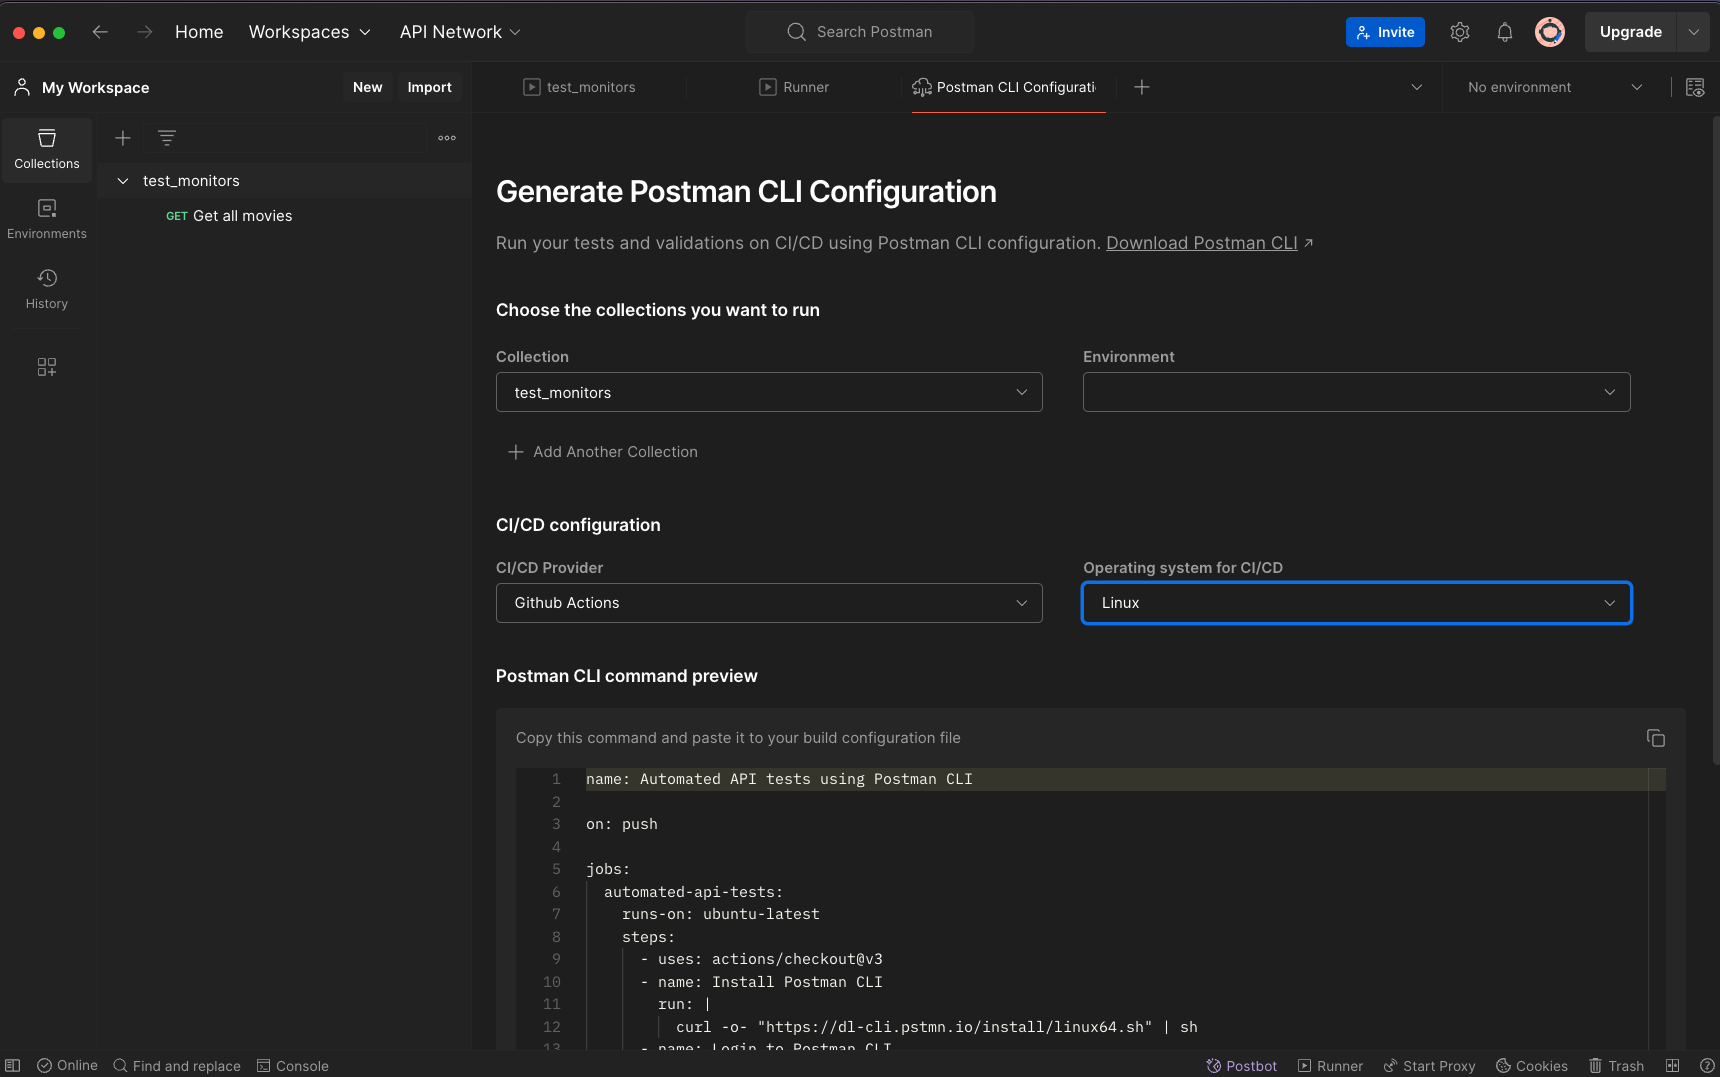 Home
Workspaces
API Network
Search Postman
Invite
Upgrade
My Workspace
New
Import
test_monitors
Runner
Postman CLI Configurati
No environment
Collections
Environments
History
test_monitors
GET Get all movies
Generate Postman CLI Configuration
Run your tests and validations on CI/CD using Postman CLI configuration. Download Postman CLI ↗
Choose the collections you want to run
Collection
Environment
test_monitors
Add Another Collection
CI/CD configuration
CI/CD Provider
Operating system for CI/CD
Github Actions
Linux
Postman CLI command preview
Copy this command and paste it to your build configuration file
1 name: Automated API tests using Postman CLI
2
3 on: push
4
5 jobs:
6 automated-api-tests:
7 runs-on: ubuntu-latest
8 steps:
9 - uses: actions/checkout@v3
10 - name: Install Postman CLI
11 run: |
12 curl -o- "https://dl-cli.pstmn.io/install/linux64.sh" | sh
13 - name: Login to Postman CLI
Online
Find and replace
Console
Postbot
Runner
Start Proxy
Cookies
Trash